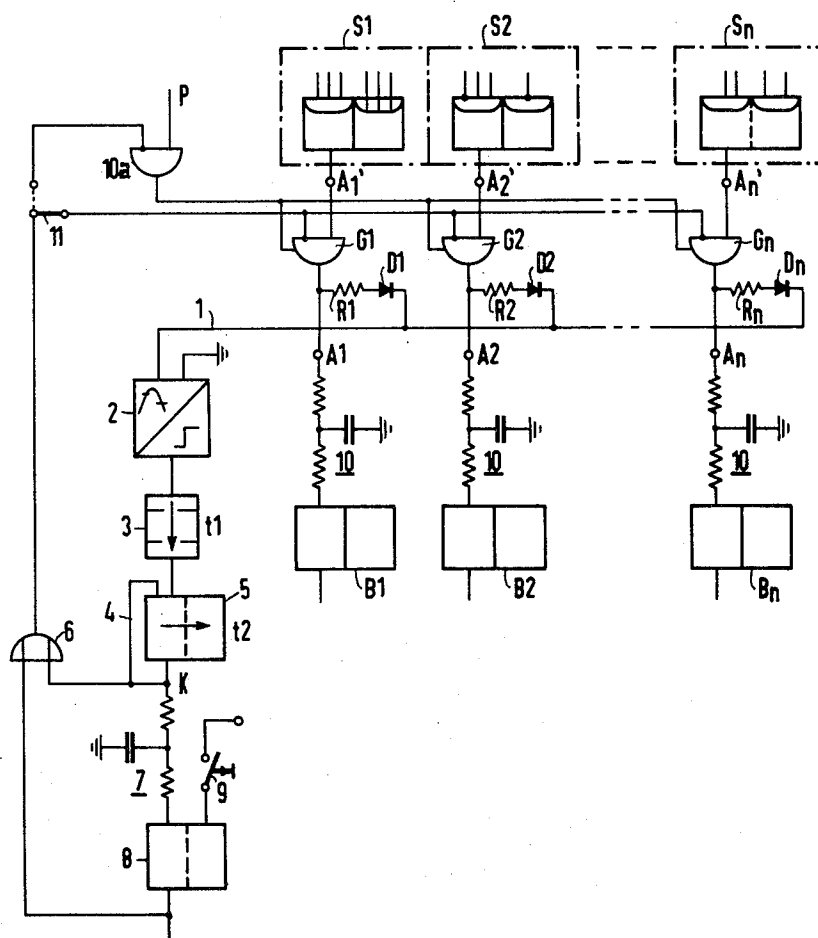 S1 S2 Sn
P
10a
A1' A2' An'
11
G1 G2 Gn
D1 D2 Dn
R1 R2 Rn
1
A1 A2 An
2
10 10 10
3 t1
B1 B2 Bn
4 5
t2
6
K
7
9
8